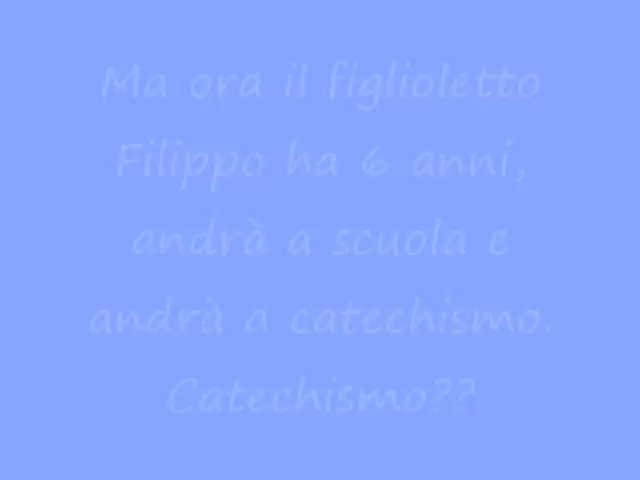 Ma ora il figlioletto
Filippo ha 6 anni,
andrà a scuola e
andrà a catechismo.
Catechismo??